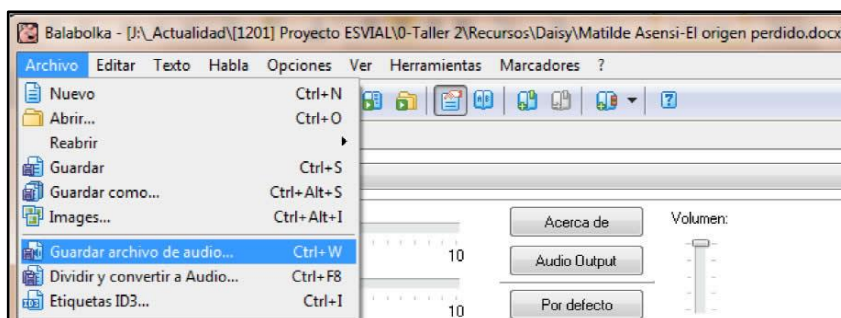 Balabolka - [J:\_Actualidad\[1201] Proyecto ESVIAL\0-Taller 2\Recursos\Daisy\Matilde Asensi-El origen perdido.docx
Archivo Editar Texto Habla Opciones Ver Herramientas Marcadores ?
Nuevo Ctrl+N
Abrir... Ctrl+O
Reabrir
Guardar Ctrl+S
Guardar como... Ctrl+Alt+S
Images... Ctrl+Alt+I
Guardar archivo de audio... Ctrl+W
Dividir y convertir a Audio... Ctrl+F8
Etiquetas ID3... Ctrl+I
10
10
Acerca de
Audio Output
Por defecto
Volumen: